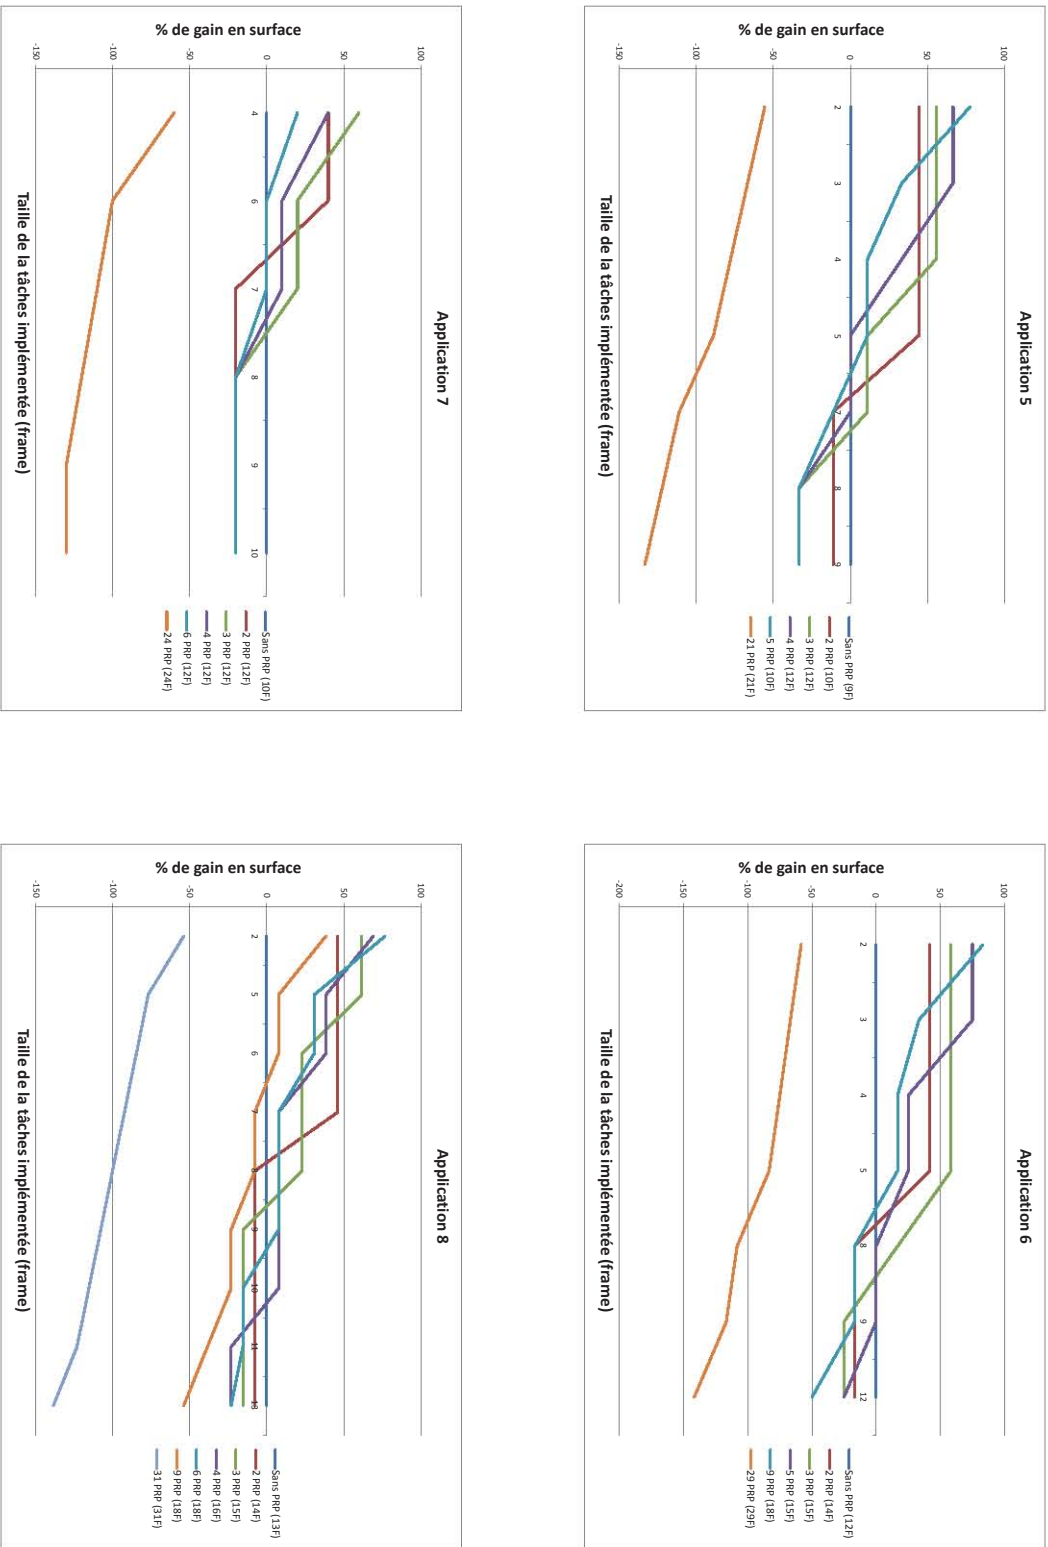 Application 5
% de gain en surface
100
50
0
-50
-100
-150
2 3 4 5 7 8 9
Sans PRP (9F)
2 PRP (10F)
3 PRP (12F)
4 PRP (12F)
5 PRP (10F)
21 PRP (21F)
Taille de la tâches implémentée (frame)
Application 6
% de gain en surface
100
50
0
-50
-100
-150
-200
2 3 4 5 8 9 12
Sans PRP (12F)
2 PRP (14F)
3 PRP (15F)
5 PRP (15F)
9 PRP (18F)
29 PRP (29F)
Taille de la tâches implémentée (frame)
Application 7
% de gain en surface
100
50
0
-50
-100
-150
4 6 7 8 9 10
Sans PRP (10F)
2 PRP (12F)
3 PRP (12F)
4 PRP (12F)
6 PRP (12F)
24 PRP (24F)
Taille de la tâches implémentée (frame)
Application 8
% de gain en surface
100
50
0
-50
-100
-150
2 5 6 7 8 9 10 11 13
Sans PRP (13F)
2 PRP (14F)
3 PRP (15F)
4 PRP (16F)
6 PRP (18F)
9 PRP (18F)
31 PRP (31F)
Taille de la tâches implémentée (frame)